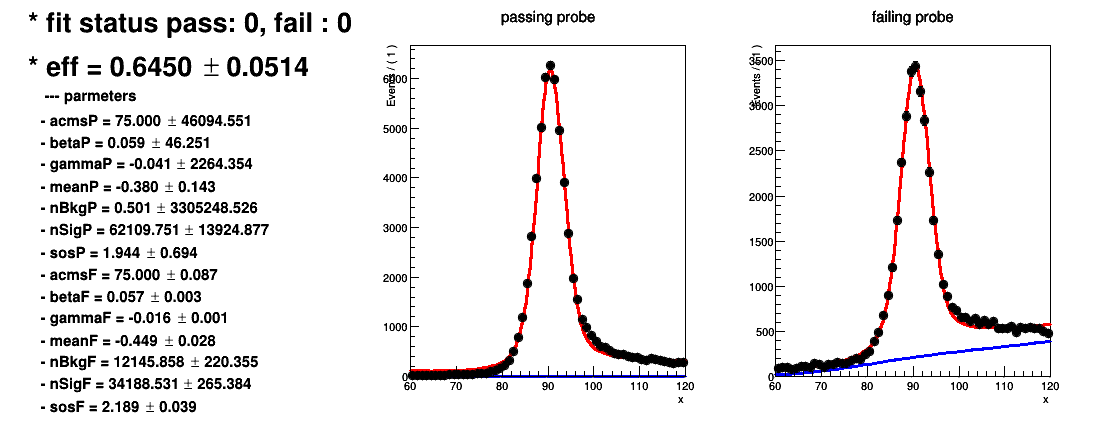 * fit status pass: 0, fail : 0
* eff = 0.6450 ± 0.0514
--- parmeters
- acmsP = 75.000 ± 46094.551
- betaP = 0.059 ± 46.251
- gammaP = -0.041 ± 2264.354
- meanP = -0.380 ± 0.143
- nBkgP = 0.501 ± 3305248.526
- nSigP = 62109.751 ± 13924.877
- sosP = 1.944 ± 0.694
- acmsF = 75.000 ± 0.087
- betaF = 0.057 ± 0.003
- gammaF = -0.016 ± 0.001
- meanF = -0.449 ± 0.028
- nBkgF = 12145.858 ± 220.355
- nSigF = 34188.531 ± 265.384
- sosF = 2.189 ± 0.039
passing probe
Events / ( 1 )
6000
5000
4000
3000
2000
1000
0
60 70 80 90 100 110 120
x
failing probe
Events / ( 1 )
3500
3000
2500
2000
1500
1000
500
0
60 70 80 90 100 110 120
x